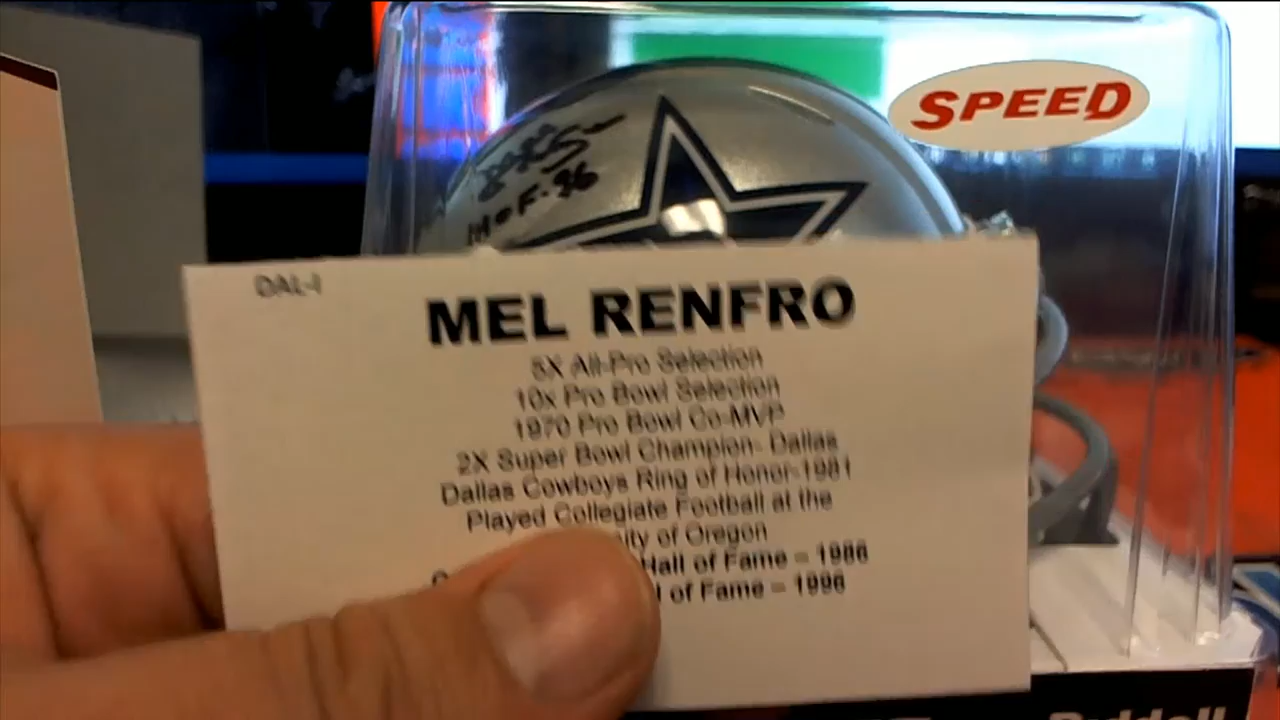 SPEED
HOF-96
DAL-I
MEL RENFRO
5X All-Pro Selection
10x Pro Bowl Selection
1970 Pro Bowl Co-MVP
2X Super Bowl Champion- Dallas
Dallas Cowboys Ring of Honor-1981
Played Collegiate Football at the
of Oregon
Hall of Fame – 1986
of Fame – 1996
Riddell